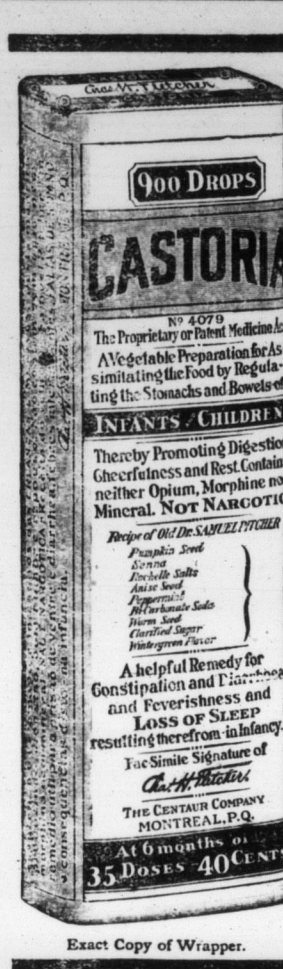 Chas. H. Fletcher
900 DROPS
CASTORIA
Nº 4079
The Proprietary or Patent Medicine Ac
A Vegetable Preparation for As
similating the Food by Regula-
ting the Stomachs and Bowels of
INFANTS / CHILDREN
Thereby Promoting Digestion
Cheerfulness and Rest. Contain
neither Opium, Morphine no
Mineral. NOT NARCOTIC
Recipe of Old Dr. SAMUEL PITCHER
Pumpkin Seed
Senna
Rochelle Salts
Anise Seed
Peppermint
Bi-Carbonate Soda
Worm Seed
Clarified Sugar
Wintergreen Flavor
A helpful Remedy for
Constipation and Diarrhoea
and Feverishness and
LOSS OF SLEEP
resulting therefrom in Infancy.
Fac-Simile Signature of
Chas. H. Fletcher.
THE CENTAUR COMPANY
MONTREAL, P.Q.
At 6 months old
35 DOSES 40 CENTS
Exact Copy of Wrapper.